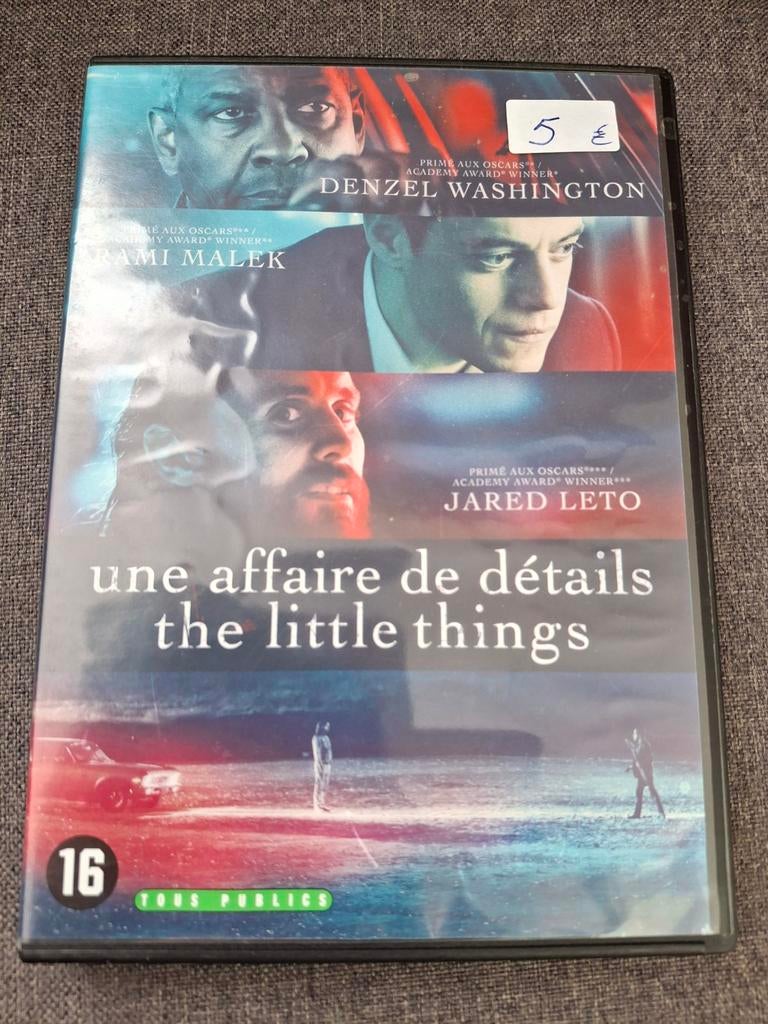 5 €
PRIMÉ AUX OSCARS®* /
ACADEMY AWARD® WINNER*
DENZEL WASHINGTON
PRIMÉ AUX OSCARS®** /
ACADEMY AWARD® WINNER**
RAMI MALEK
PRIMÉ AUX OSCARS®*** /
ACADEMY AWARD® WINNER***
JARED LETO
une affaire de détails
the little things
16
TOUS PUBLICS